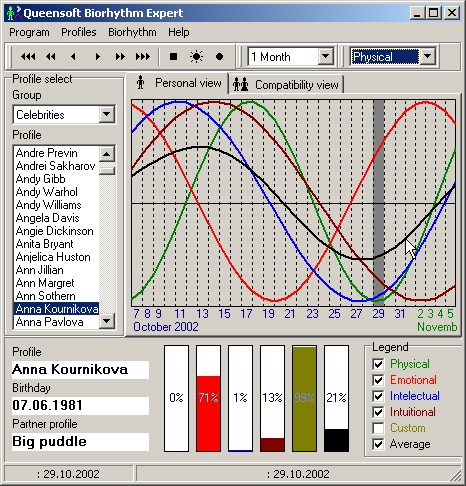 Queensoft Biorhythm Expert
Program Profiles Biorhythm Help
1 Month Physical
Profile select
Group
Celebrities
Profile
Andre Previn
Andrei Sakharov
Andy Gibb
Andy Warhol
Andy Williams
Angela Davis
Angie Dickinson
Anita Bryant
Anjelica Huston
Ann Jillian
Ann Margret
Ann Sothern
Anna Kournikova
Anna Pavlova
Personal view Compatibility view
7 8 9 11 13 15 17 19 21 23 25 27 29 31 2 3 4 5
October 2002 Novemb
Profile
Anna Kournikova
Birthday
07.06.1981
Partner profile
Big puddle
0% 71% 1% 13% 99% 21%
Legend
Physical
Emotional
Intelectual
Intuitional
Custom
Average
: 29.10.2002 : 29.10.2002